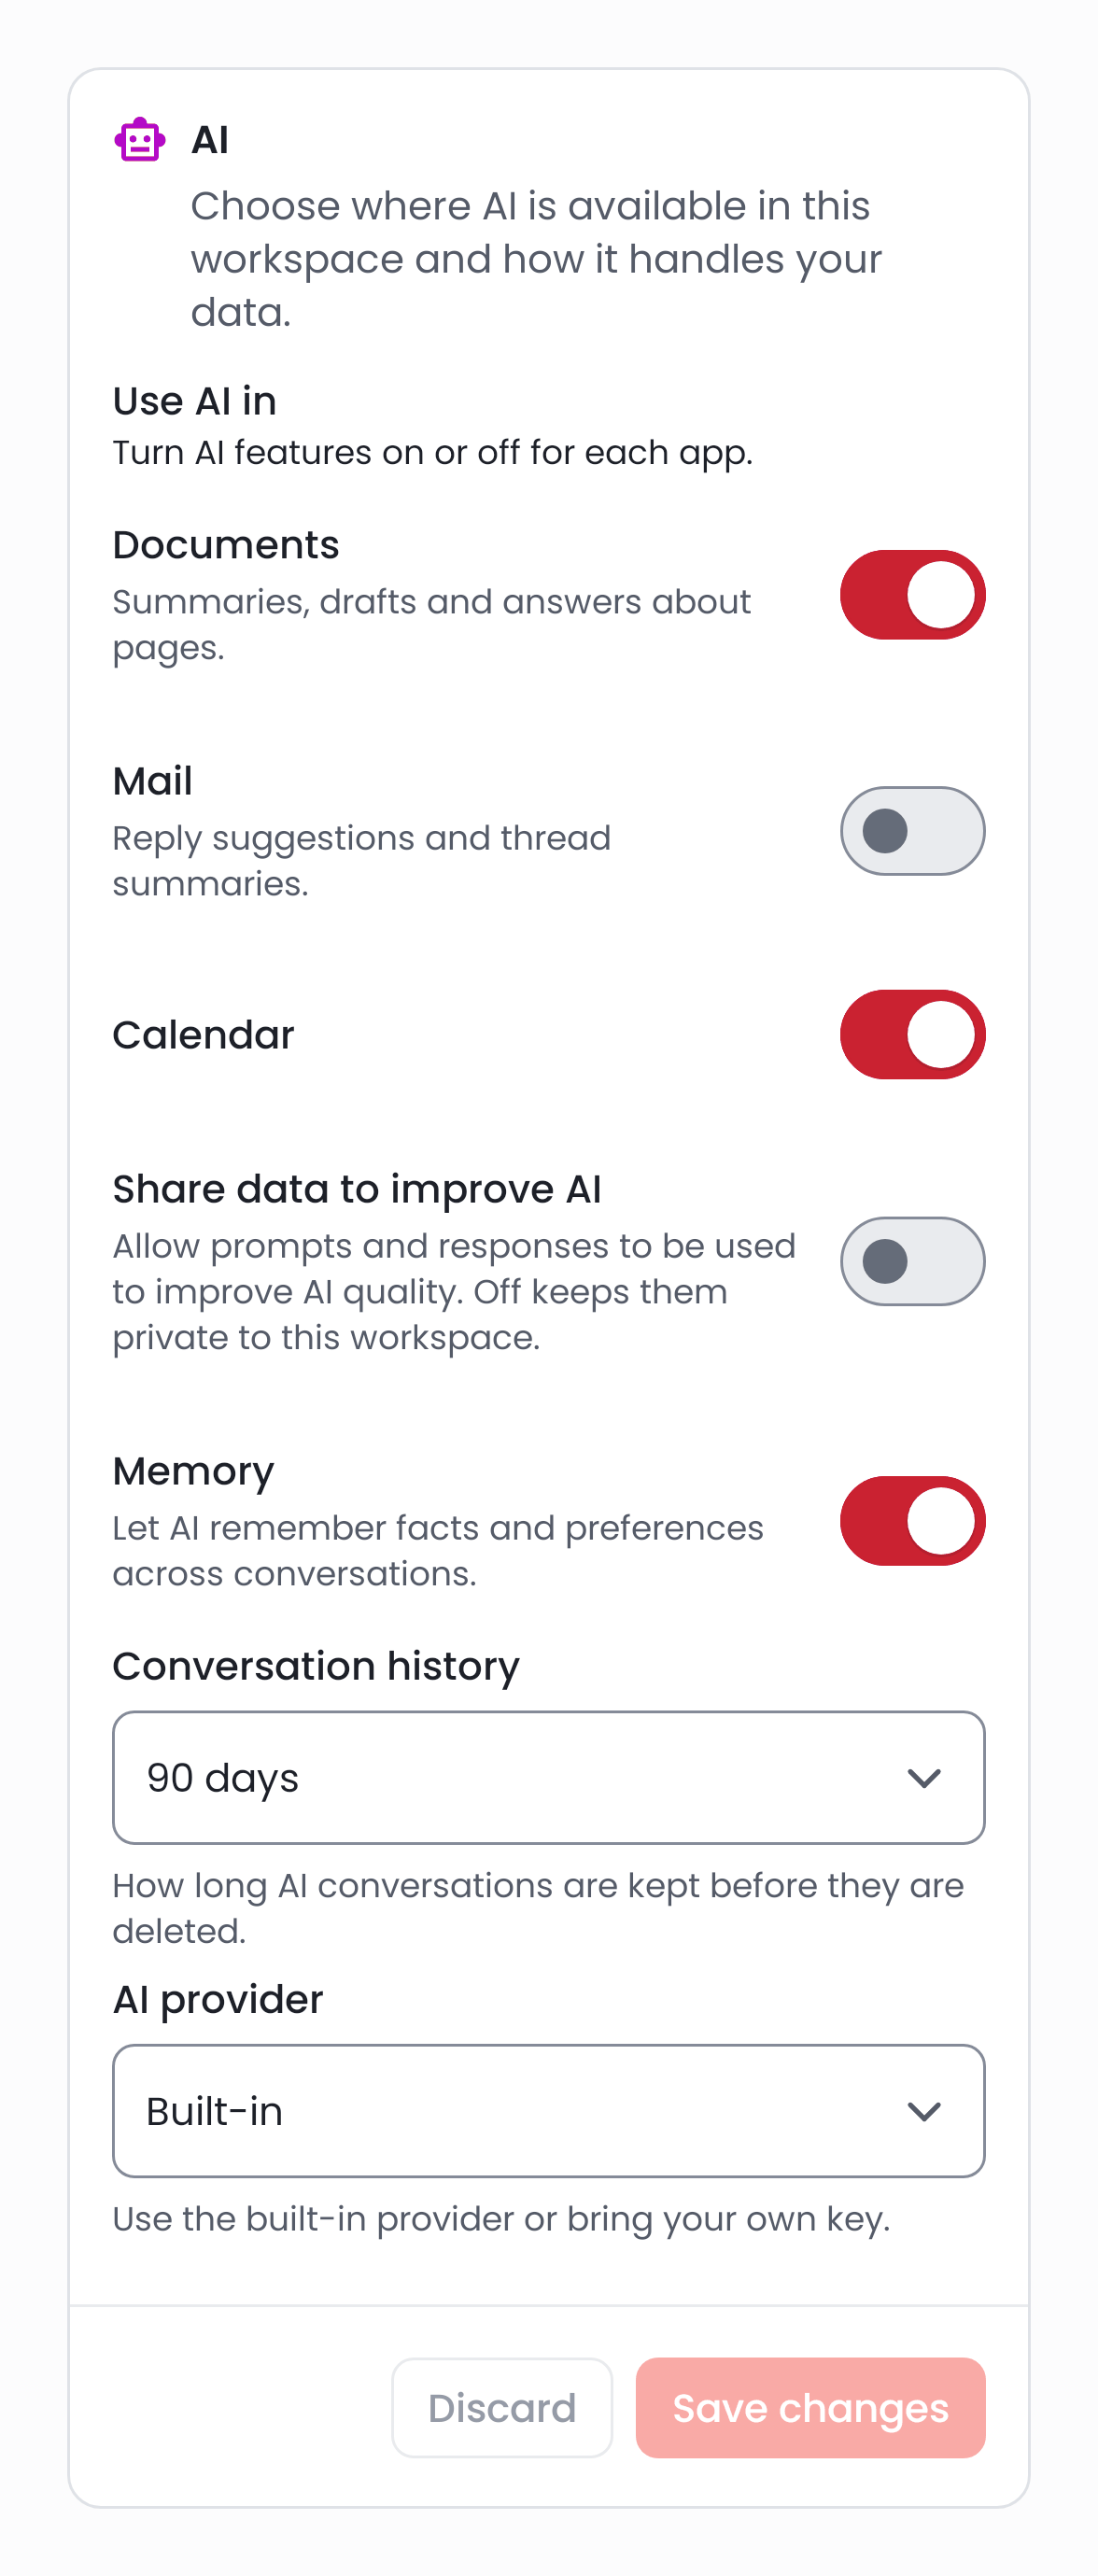 AI
Choose where AI is available in this
workspace and how it handles your
data.
Use AI in
Turn AI features on or off for each app.
Documents
Summaries, drafts and answers about
pages.
Mail
Reply suggestions and thread
summaries.
Calendar
Share data to improve AI
Allow prompts and responses to be used
to improve AI quality. Off keeps them
private to this workspace.
Memory
Let AI remember facts and preferences
across conversations.
Conversation history
90 days
How long AI conversations are kept before they are
deleted.
AI provider
Built-in
Use the built-in provider or bring your own key.
Discard
Save changes